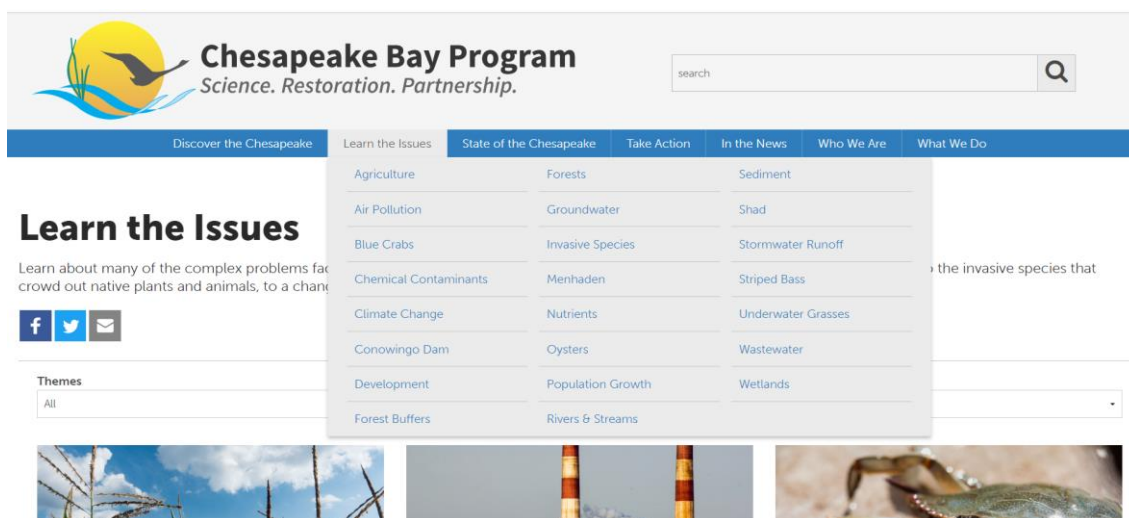 Chesapeake Bay Program
Science. Restoration. Partnership.
search
Discover the Chesapeake
Learn the Issues
State of the Chesapeake
Take Action
In the News
Who We Are
What We Do
Agriculture
Air Pollution
Blue Crabs
Chemical Contaminants
Climate Change
Conowingo Dam
Development
Forest Buffers
Forests
Groundwater
Invasive Species
Menhaden
Nutrients
Oysters
Population Growth
Rivers & Streams
Sediment
Shad
Stormwater Runoff
Striped Bass
Underwater Grasses
Wastewater
Wetlands
Learn the Issues
Learn about many of the complex problems
the invasive species that
crowd out native plants and animals, to a
f
Themes
All